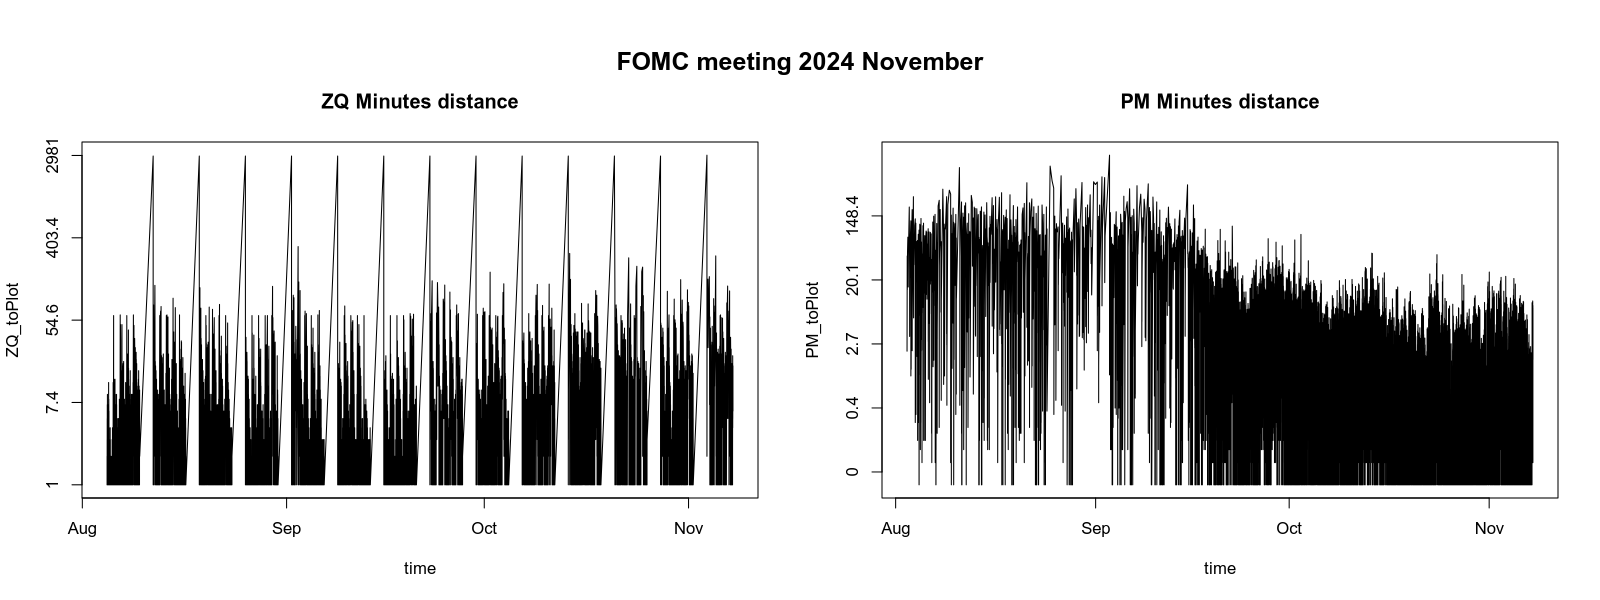 FOMC meeting 2024 November
ZQ Minutes distance
ZQ_toPlot
2981
403.4
54.6
7.4
1
Aug Sep Oct Nov
time
PM Minutes distance
PM_toPlot
148.4
20.1
2.7
0.4
0
Aug Sep Oct Nov
time